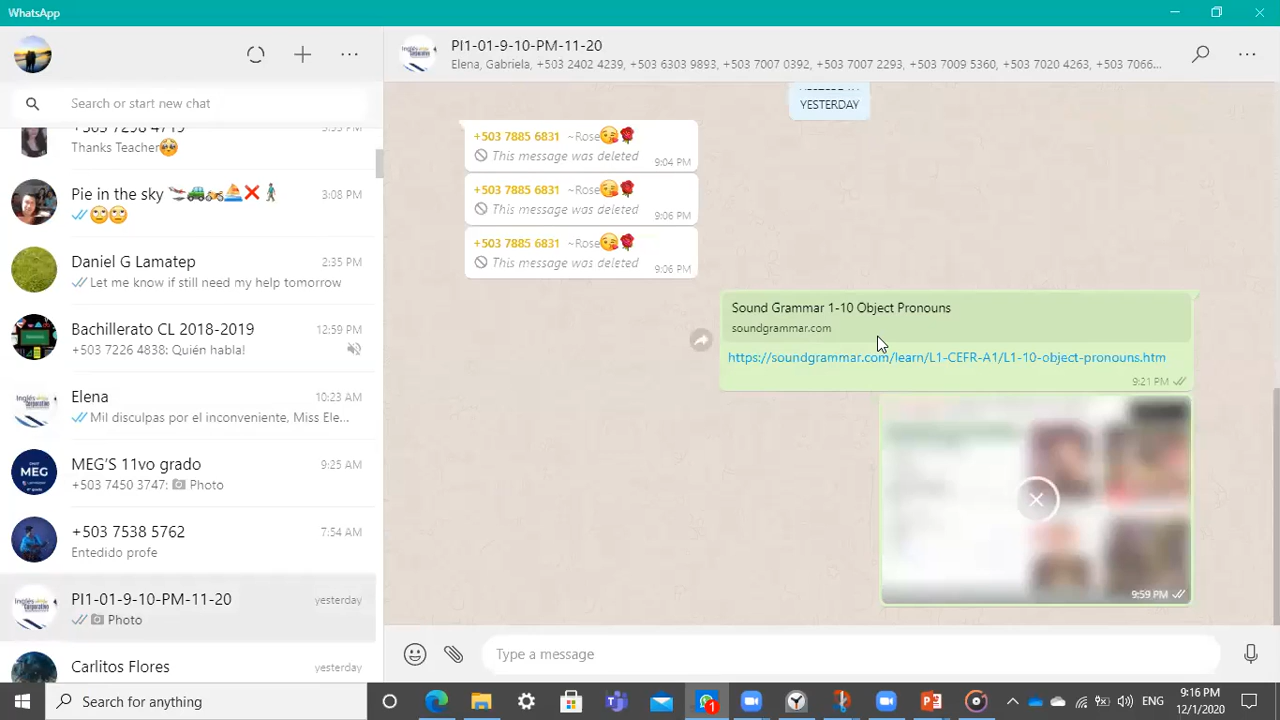 WhatsApp
Search or start new chat
Thanks Teacher🥺
Pie in the sky
3:08 PM
🙄🙄
Daniel G Lamatep
2:35 PM
Let me know if still need my help tomorrow
Bachillerato CL 2018-2019
12:59 PM
+503 7226 4838: Quién habla!
Elena
10:23 AM
Mil disculpas por el inconveniente, Miss Ele...
MEG'S 11vo grado
9:25 AM
+503 7450 3747: Photo
+503 7538 5762
7:54 AM
Entedido profe
PI1-01-9-10-PM-11-20
yesterday
Photo
Carlitos Flores
yesterday
PI1-01-9-10-PM-11-20
Elena, Gabriela, +503 2402 4239, +503 6303 9893, +503 7007 0392, +503 7007 2293, +503 7009 5360, +503 7020 4263, +503 7066...
YESTERDAY
+503 7885 6831 ~Rose😘🌹
This message was deleted
9:04 PM
+503 7885 6831 ~Rose😘🌹
This message was deleted
9:06 PM
+503 7885 6831 ~Rose😘🌹
This message was deleted
9:06 PM
Sound Grammar 1-10 Object Pronouns
soundgrammar.com
https://soundgrammar.com/learn/L1-CEFR-A1/L1-10-object-pronouns.htm
9:21 PM
9:59 PM
Type a message
Search for anything
1
ENG
9:16 PM
12/1/2020